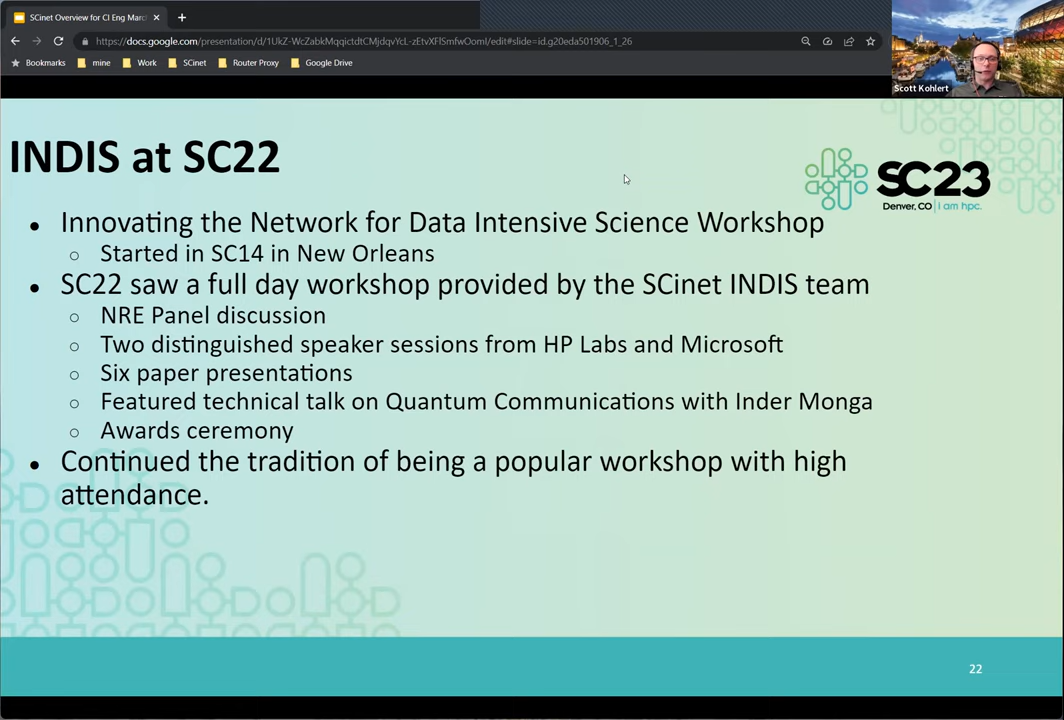 SCinet Overview for CI Eng Marc
https://docs.google.com/presentation/d/1UkZ-WcZabkMqqictdtCMjdqvYcL-zEtvXFlSmfwOomI/edit#slide=id.g20eda501906_1_26
Bookmarks mine Work SCinet Router Proxy Google Drive
Scott Kohlert
INDIS at SC22
SC23
Denver, CO | i am hpc.
• Innovating the Network for Data Intensive Science Workshop
○ Started in SC14 in New Orleans
• SC22 saw a full day workshop provided by the SCinet INDIS team
○ NRE Panel discussion
○ Two distinguished speaker sessions from HP Labs and Microsoft
○ Six paper presentations
○ Featured technical talk on Quantum Communications with Inder Monga
○ Awards ceremony
• Continued the tradition of being a popular workshop with high
attendance.
22